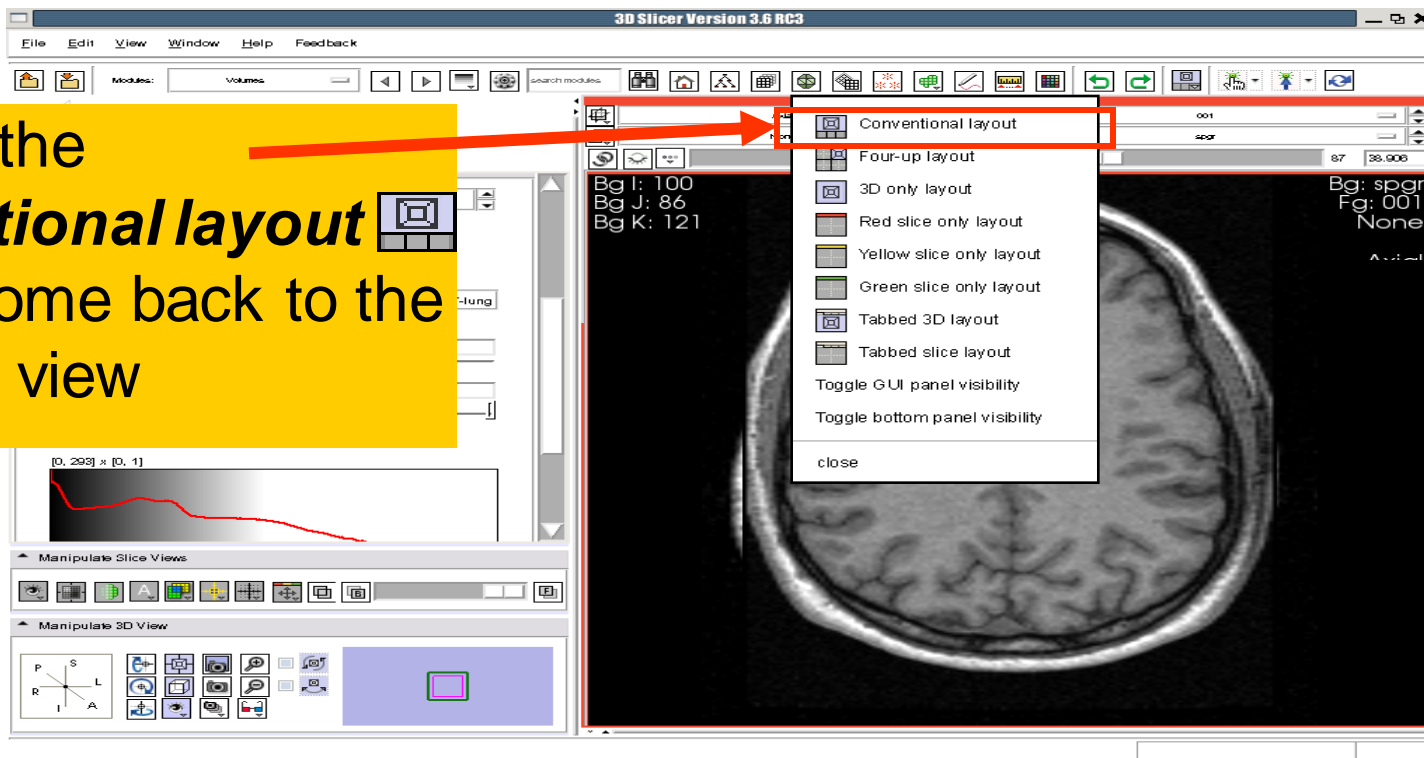 3D Slicer Version 3.6 RC3
File Edit View Window Help Feedback
Modules: Volumes search modules
the
tional layout
ome back to the
view
001
spgr
87 38.906
Conventional layout
Four-up layout
3D only layout
Red slice only layout
Yellow slice only layout
Green slice only layout
Tabbed 3D layout
Tabbed slice layout
Toggle GUI panel visibility
Toggle bottom panel visibility
close
Bg I: 100
Bg J: 86
Bg K: 121
Bg: spgr
Fg: 001
None
Axial
-lung
[0, 293] x [0, 1]
Manipulate Slice Views
Manipulate 3D View
P S
R L
I A